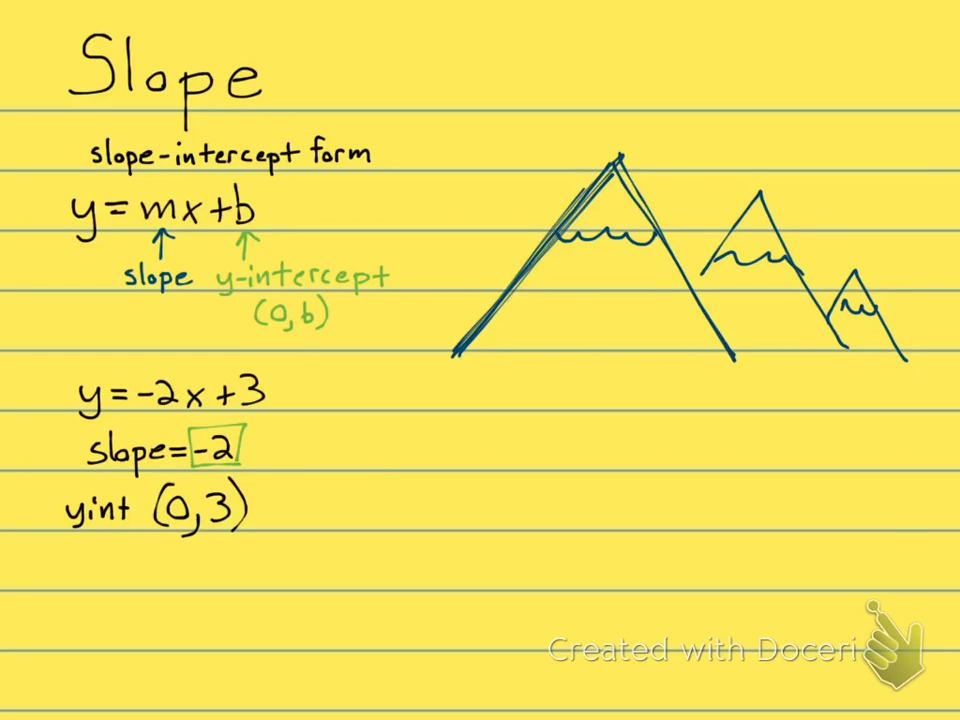 Slope
slope-intercept form
y = mx + b
slope y-intercept
(0, b)
y = -2x + 3
slope = -2
yint (0, 3)
Created with Doceri